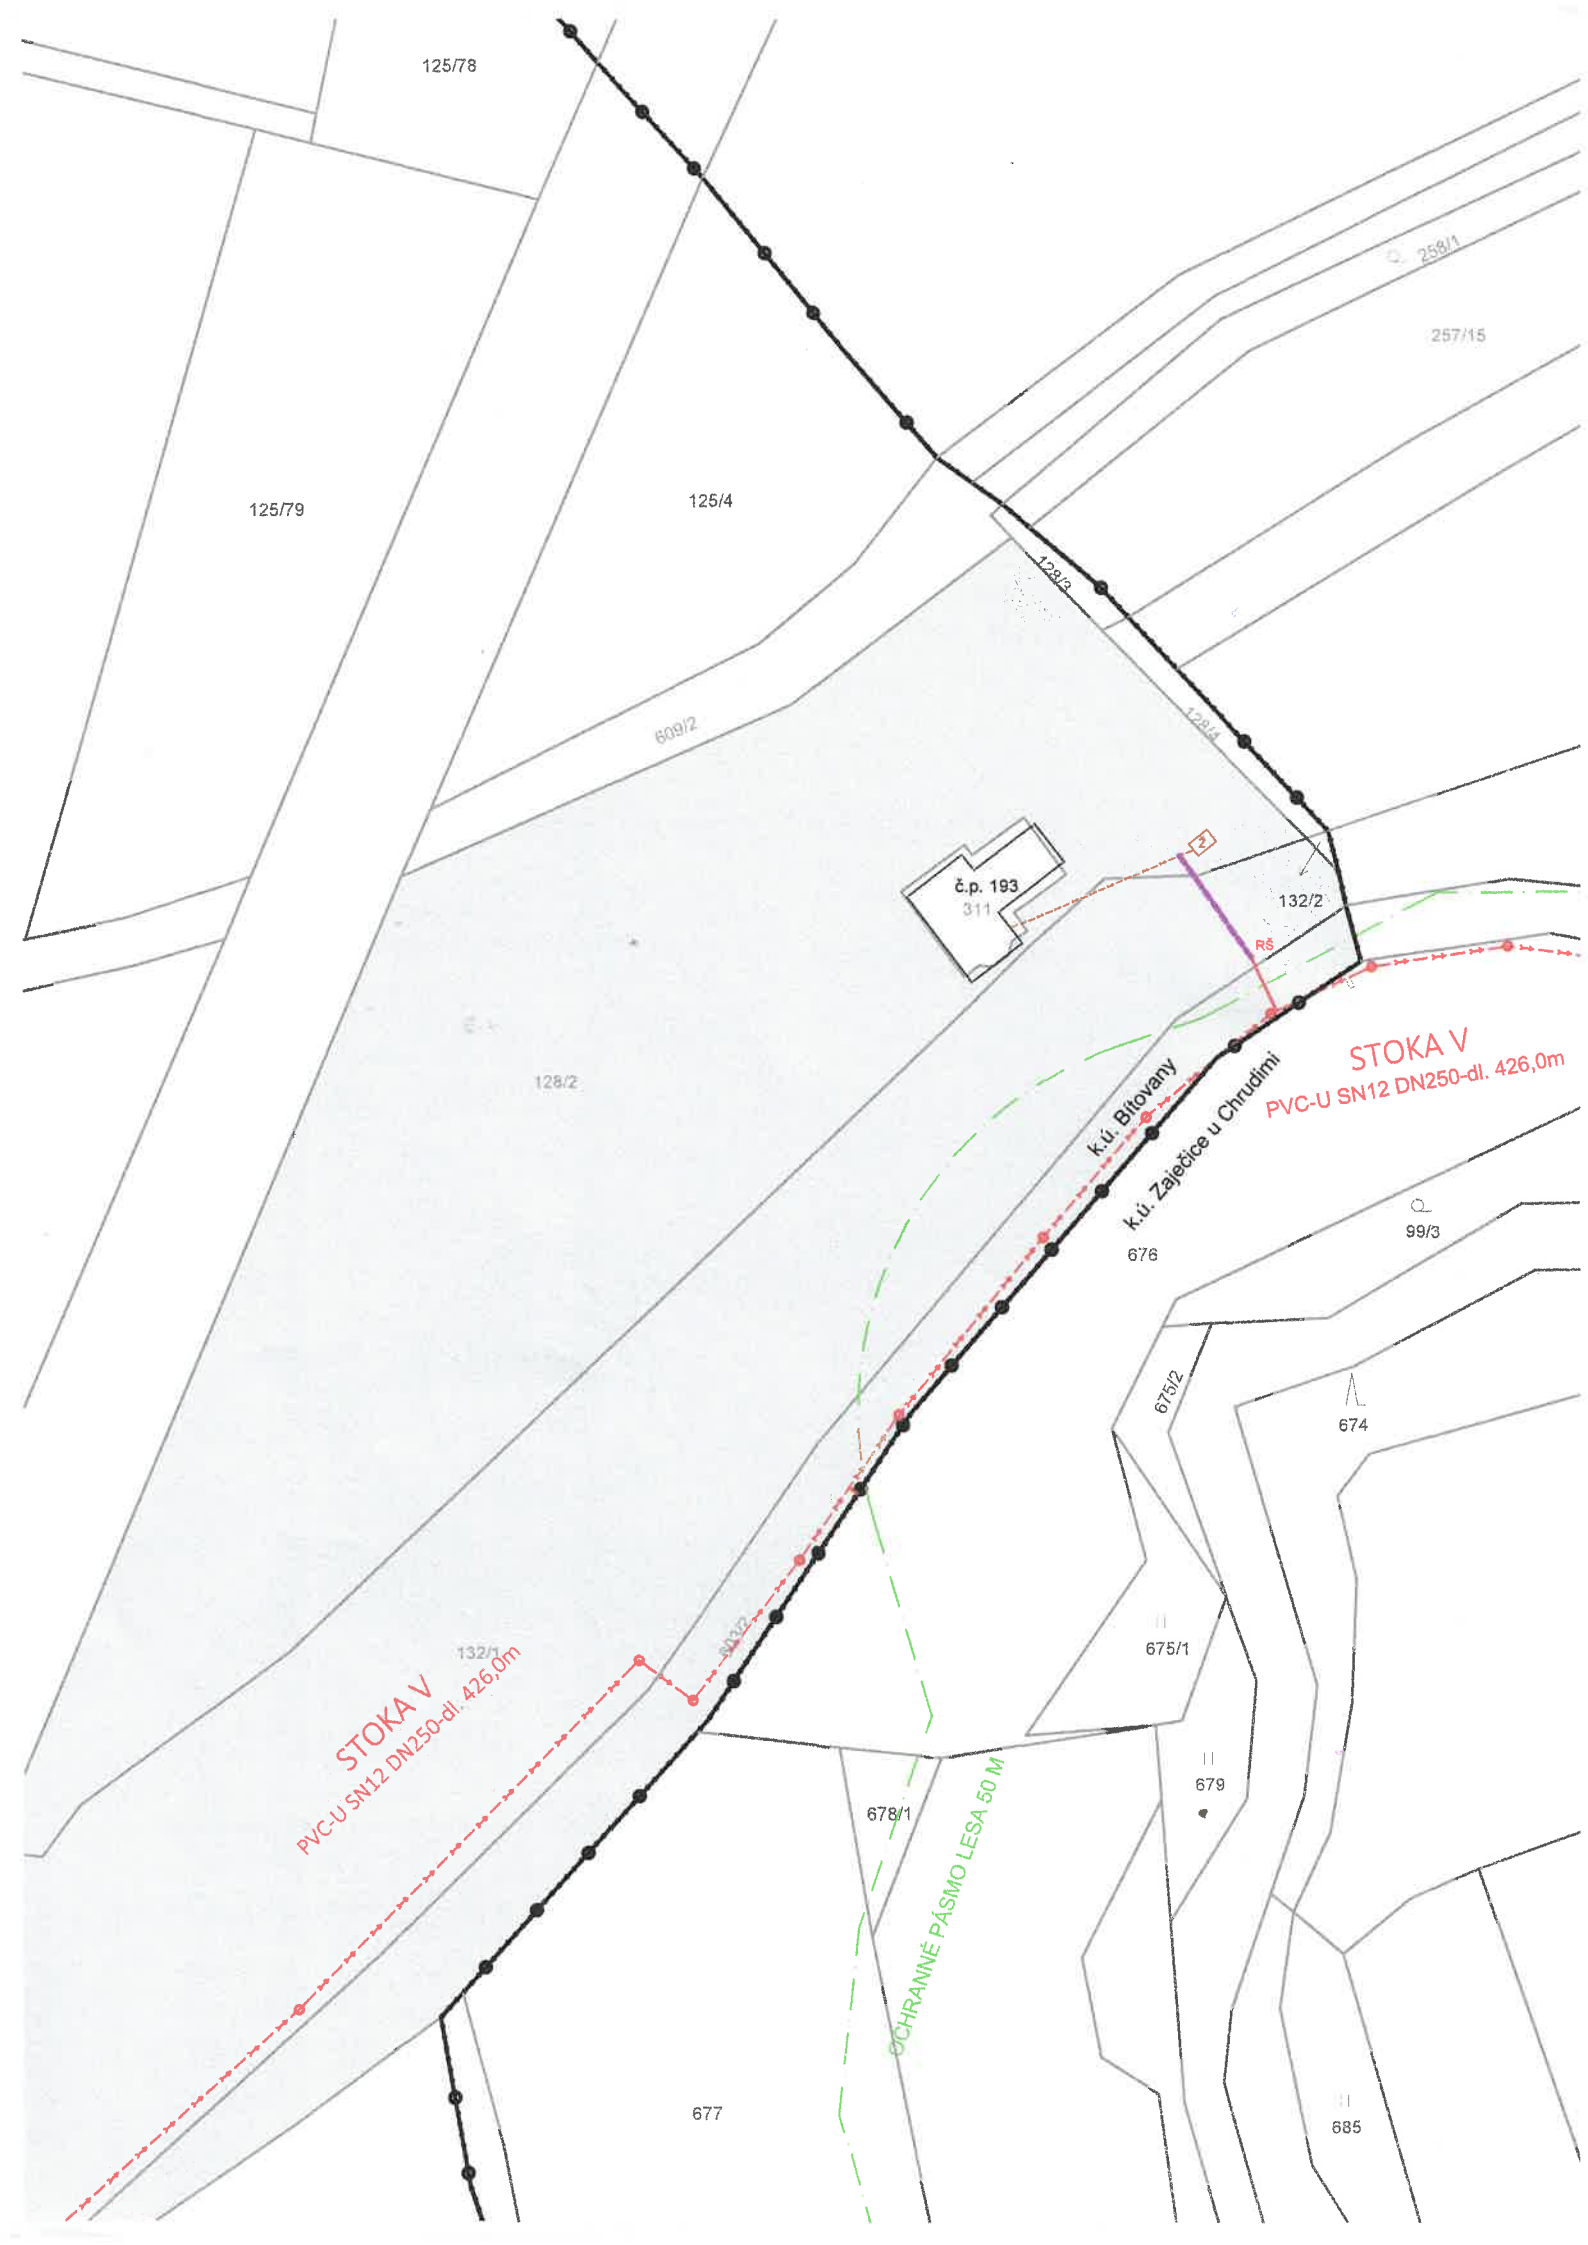 125/78
258/1
257/15
125/79
125/4
128/3
609/2
128/4
Ž
č.p. 193
311
132/2
RŠ
STOKA V
PVC-U SN12 DN250-dl. 426,0m
128/2
k.ú. Bítovany
k.ú. Zaječice u Chrudimi
676
99/3
675/2
674
603/2
132/1
675/1
STOKA V
PVC-U SN12 DN250-dl. 426,0m
679
678/1
OCHRANNÉ PÁSMO LESA 50 M
677
685